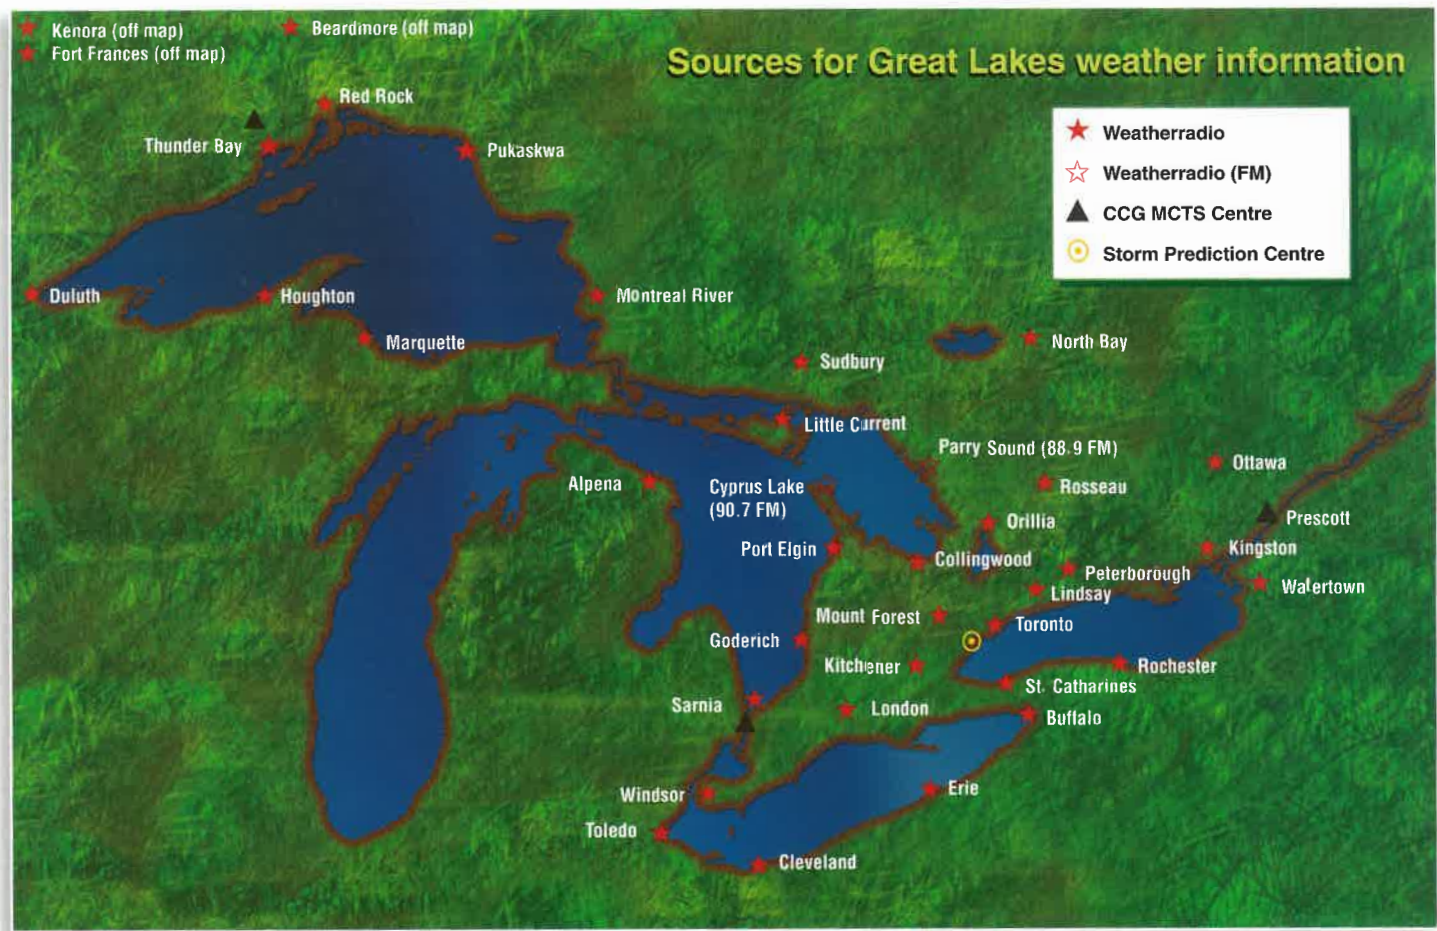 Kenora (off map)
Beardmore (off map)
Fort Frances (off map)
Sources for Great Lakes weather information
Weatherradio
Weatherradio (FM)
CCG MCTS Centre
Storm Prediction Centre
Red Rock
Thunder Bay
Pukaskwa
Duluth
Houghton
Montreal River
Marquette
Sudbury
North Bay
Little Current
Parry Sound (88.9 FM)
Ottawa
Alpena
Cyprus Lake
(90.7 FM)
Rosseau
Orillia
Prescott
Port Elgin
Collingwood
Kingston
Peterborough
Watertown
Lindsay
Mount Forest
Toronto
Goderich
Kitchener
Rochester
St. Catharines
Sarnia
London
Buffalo
Windsor
Erie
Toledo
Cleveland